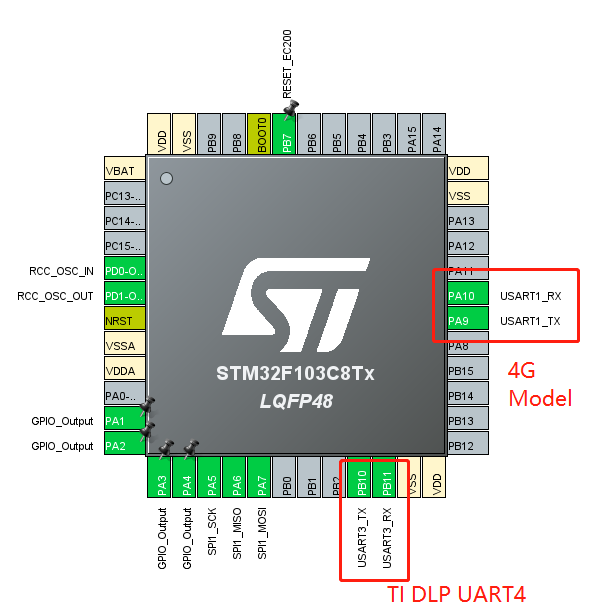 RESET_EC200
VDD
VSS
PB9
PB8
BOOT0
PB7
PB6
PB5
PB4
PB3
PA15
PA14
VBAT
PC13-..
PC14-..
PC15-..
RCC_OSC_IN
PD0-O..
RCC_OSC_OUT
PD1-O..
NRST
VSSA
VDDA
PA0-..
GPIO_Output
PA1
GPIO_Output
PA2
STM32F103C8Tx
LQFP48
VDD
VSS
PA13
PA12
PA11
PA10
USART1_RX
PA9
USART1_TX
PA8
PB15
PB14
PB13
PB12
4G
Model
PA3
PA4
PA5
PA6
PA7
PB0
PB1
PB2
PB10
PB11
VSS
VDD
GPIO_Output
GPIO_Output
SPI1_SCK
SPI1_MISO
SPI1_MOSI
USART3_TX
USART3_RX
TI DLP UART4